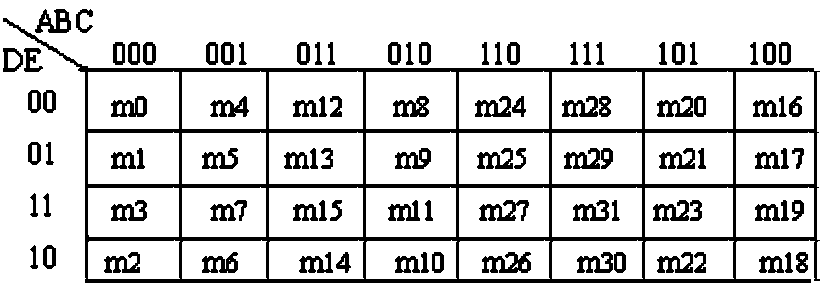 ABC
DE 000 001 011 010 110 111 101 100
00 m0 m4 m12 m8 m24 m28 m20 m16
01 m1 m5 m13 m9 m25 m29 m21 m17
11 m3 m7 m15 m11 m27 m31 m23 m19
10 m2 m6 m14 m10 m26 m30 m22 m18